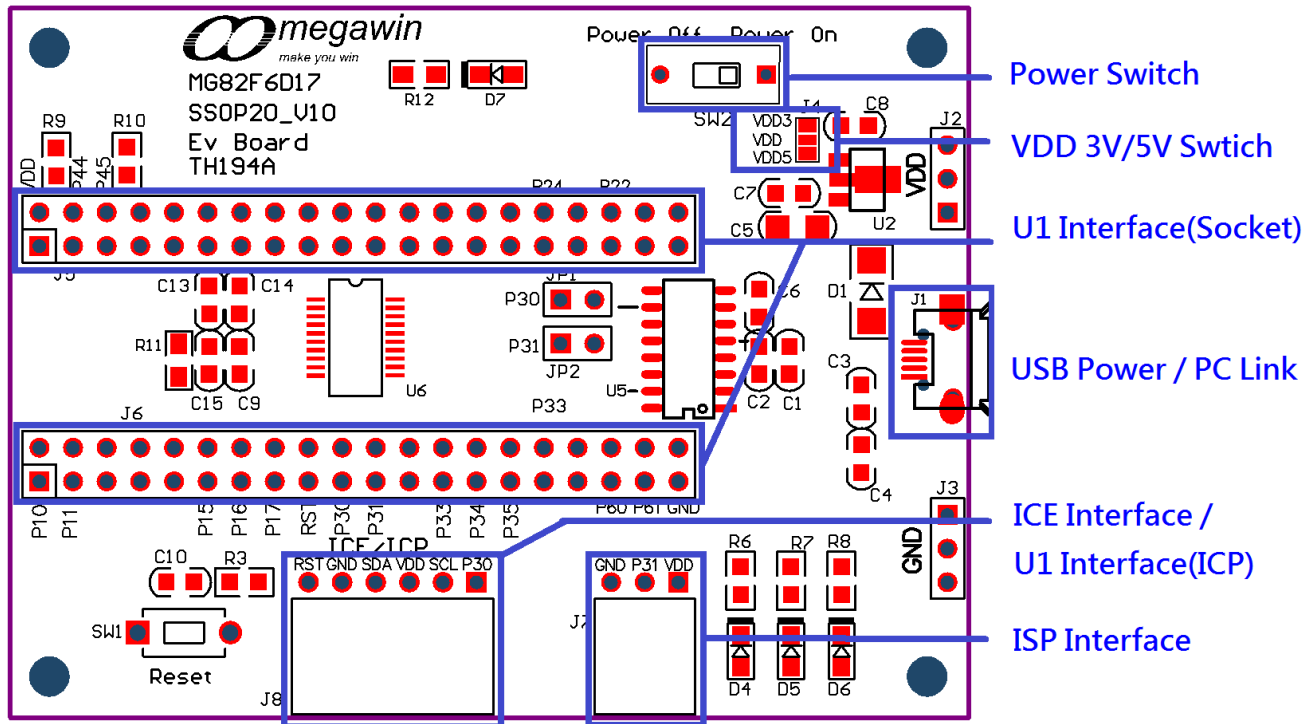 megawin
make you win
MG82F6D17
SSOP20_V10
Ev Board
TH194A
Power Off Power On
Power Switch
R12 D7
SW2 J4 C8 J2
VDD3
VDD
VDD5
VDD 3V/5V Swtich
R9 R10
VDD P44 P45
P24 P22
C7
C5 U2 VDD
U1 Interface(Socket)
J5
C13 C14 JP1
P30 C6 D1 J1
R11 P31
JP2
USB Power / PC Link
C15 C9 U6 U5 C2 C1 C3
J6 P33
C4
P10 P11 P15 P16 P17 RST P30 P31 P33 P34 P35 P60 P61 GND
J3
GND
ICE Interface /
U1 Interface(ICP)
ICE/ICP
RST GND SDA VDD SCL P30
GND P31 VDD
C10 R3 R6 R7 R8
SW1 J7
ISP Interface
Reset
J8 D4 D5 D6